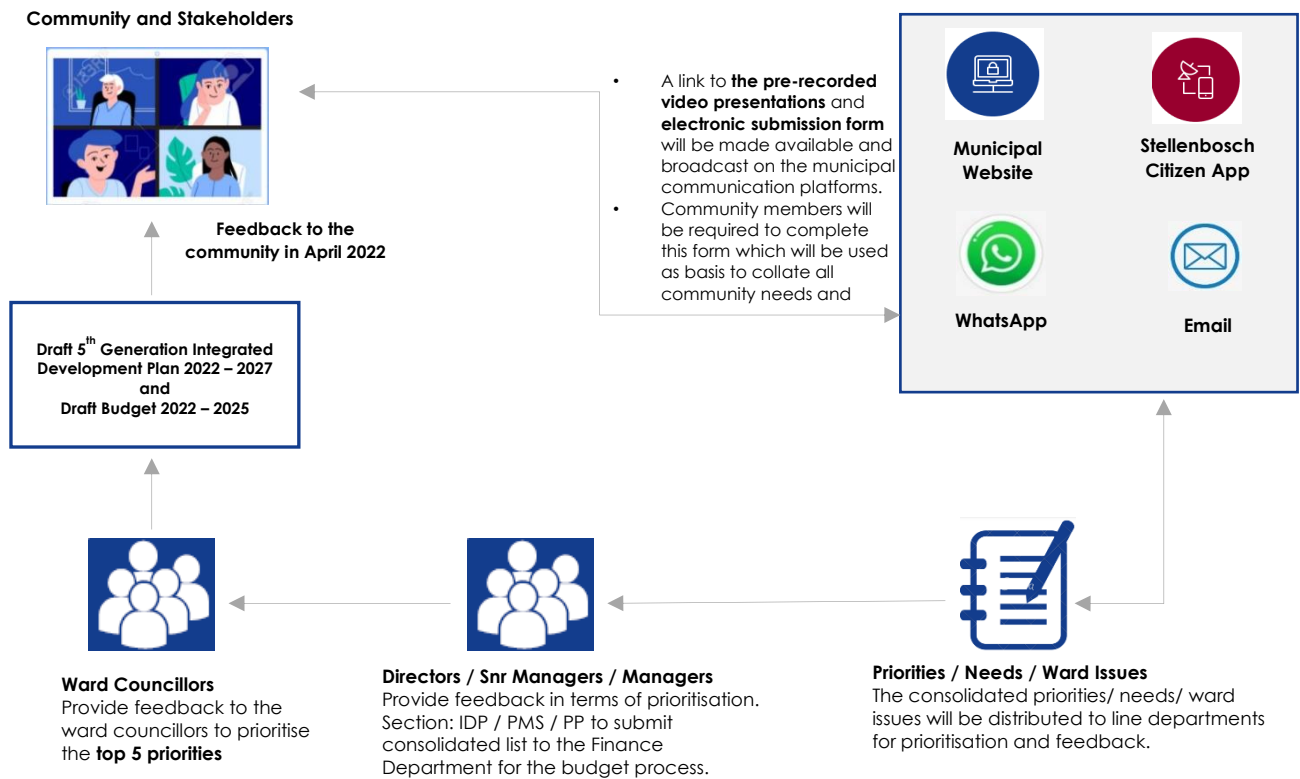 Community and Stakeholders
• A link to the pre-recorded
video presentations and
electronic submission form
will be made available and
broadcast on the municipal
communication platforms.
• Community members will
be required to complete
this form which will be used
as basis to collate all
community needs and
Municipal
Website
Stellenbosch
Citizen App
WhatsApp
Email
Feedback to the
community in April 2022
Draft 5th Generation Integrated
Development Plan 2022 – 2027
and
Draft Budget 2022 – 2025
Ward Councillors
Provide feedback to the
ward councillors to prioritise
the top 5 priorities
Directors / Snr Managers / Managers
Provide feedback in terms of prioritisation.
Section: IDP / PMS / PP to submit
consolidated list to the Finance
Department for the budget process.
Priorities / Needs / Ward Issues
The consolidated priorities/ needs/ ward
issues will be distributed to line departments
for prioritisation and feedback.